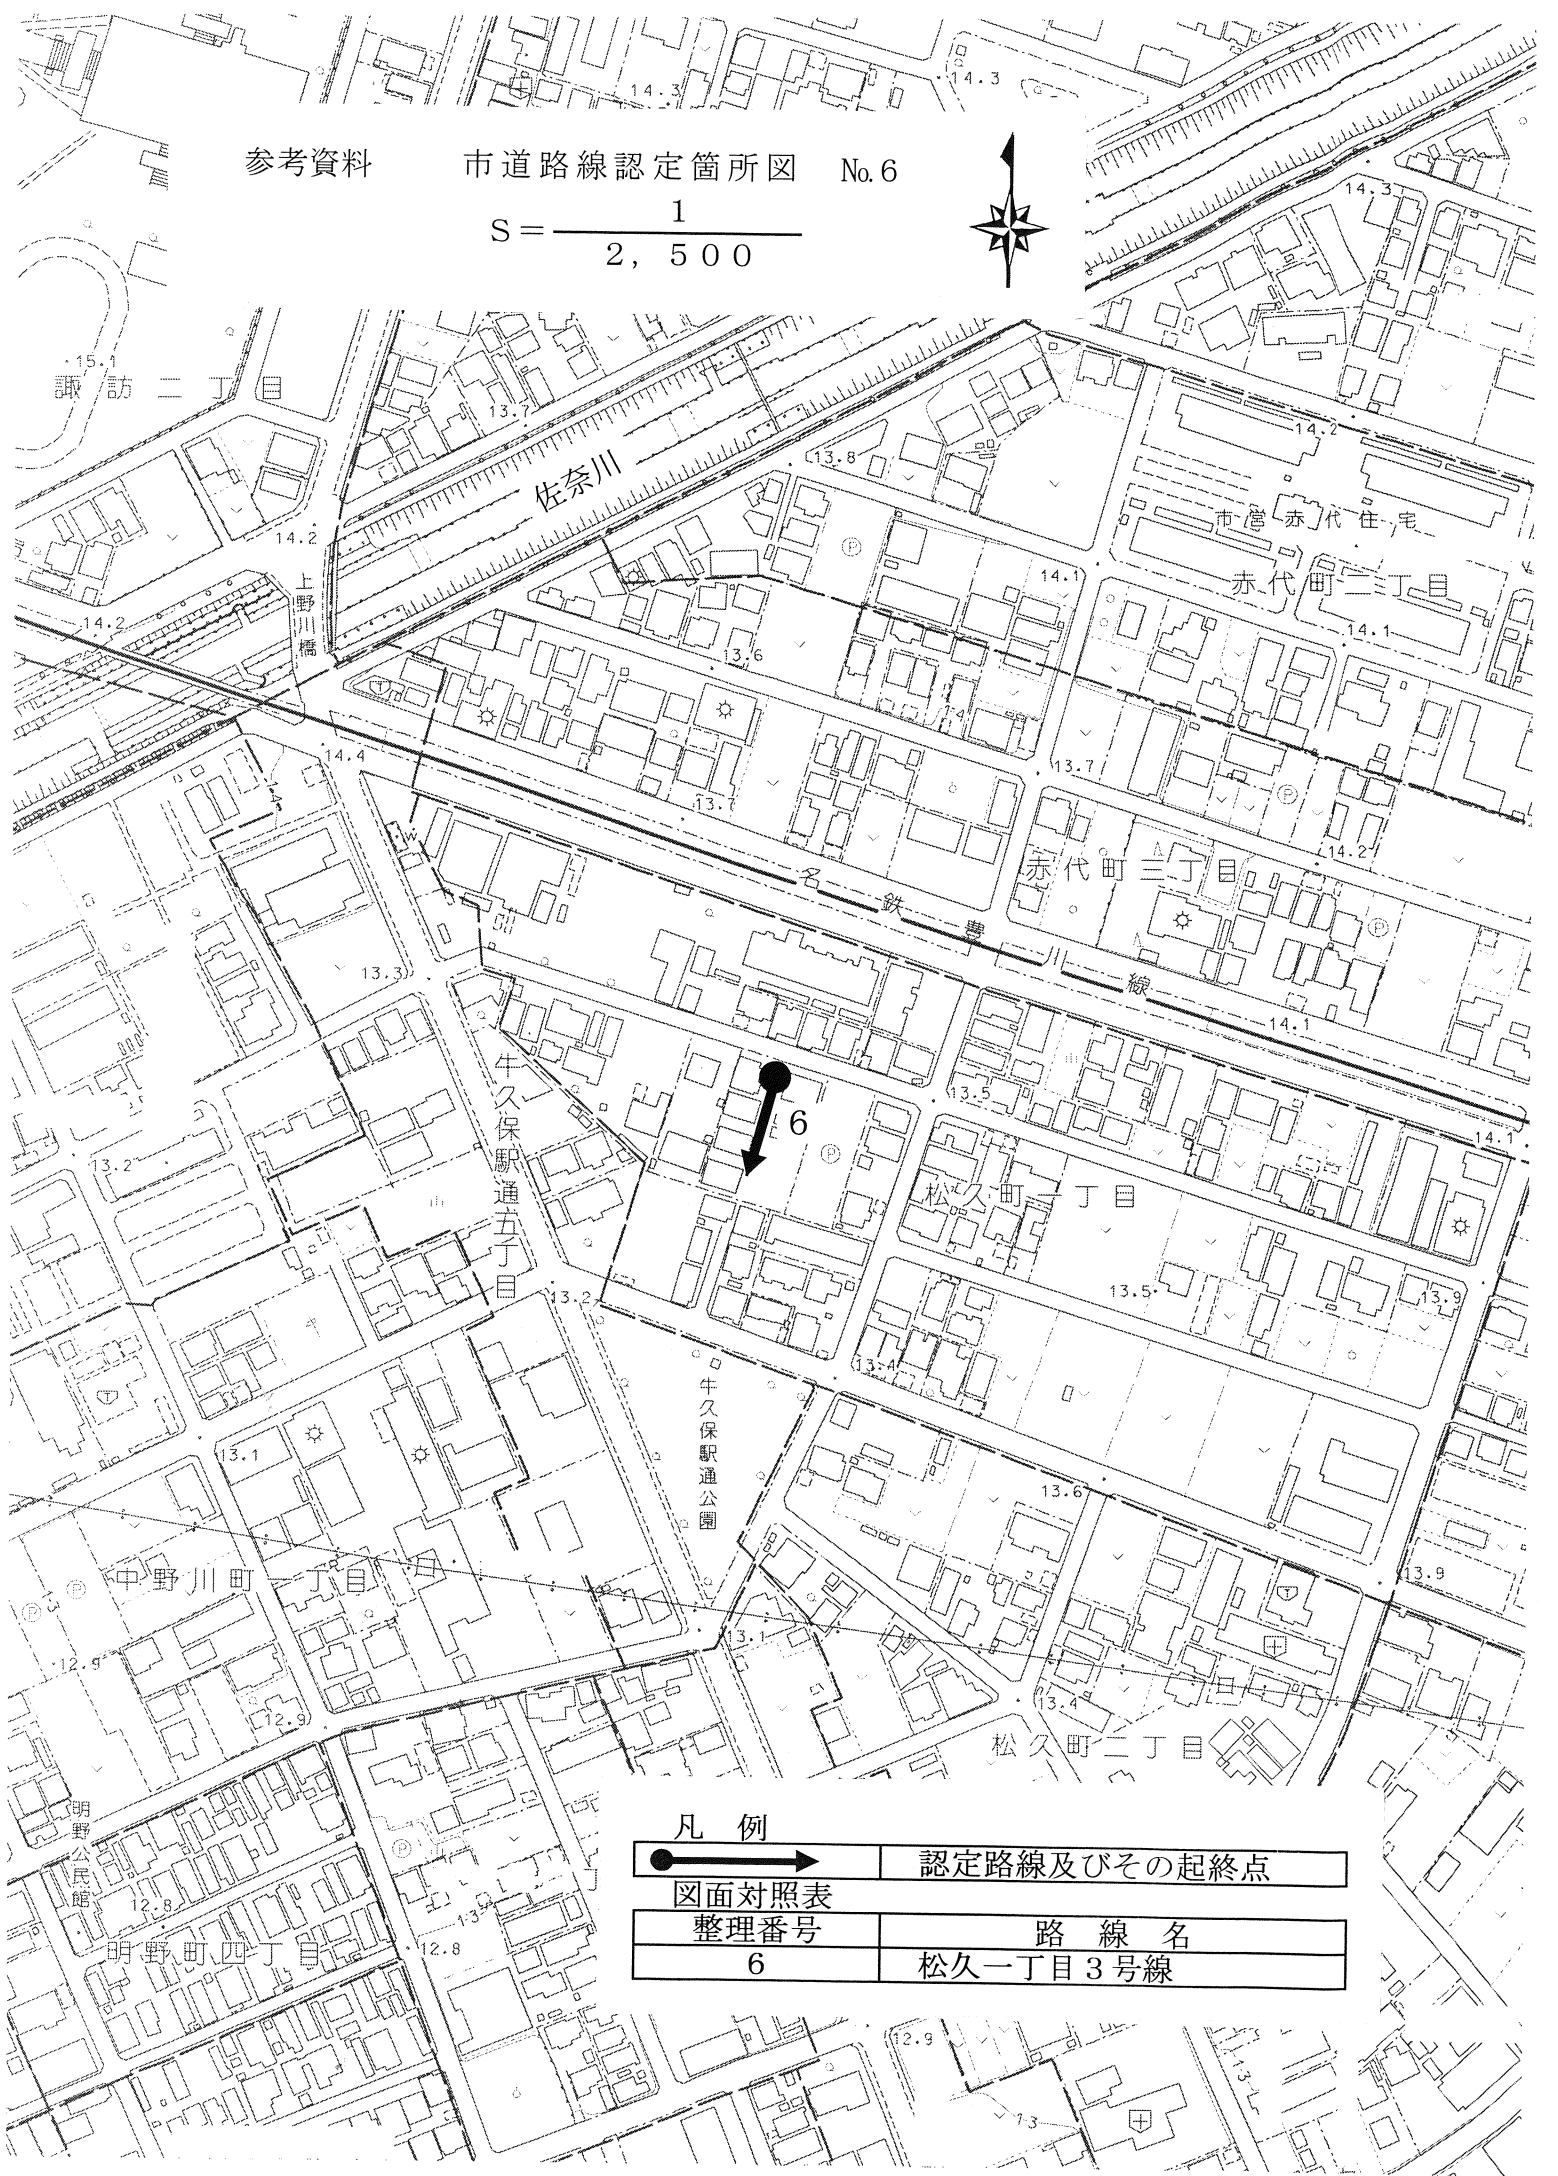 14.3
14.3
参考資料　市道路線認定箇所図　№6
14.3
S＝1/2,500
15.1
諏訪二丁目
13.7
14.2
13.8
佐奈川
市営赤代住宅
14.2
上野川橋
14.1
赤代町二丁目
14.2
14.1
13.6
14.4
13.7
13.7
14.2
赤代町三丁目
名鉄豊川線
13.3
14.1
牛久保駅通五丁目
13.5
6
14.1
13.2
松久町一丁目
13.2
13.5
13.9
13.4
牛久保駅通公園
13.1
13.6
中野川町一丁目
13.9
13.1
12.9
12.9
13.4
松久町二丁目
明野公民館
凡　例
認定路線及びその起終点
図面対照表
整理番号　路　線　名
6　松久一丁目３号線
12.8
明野町四丁目
12.8
12.9
13
13